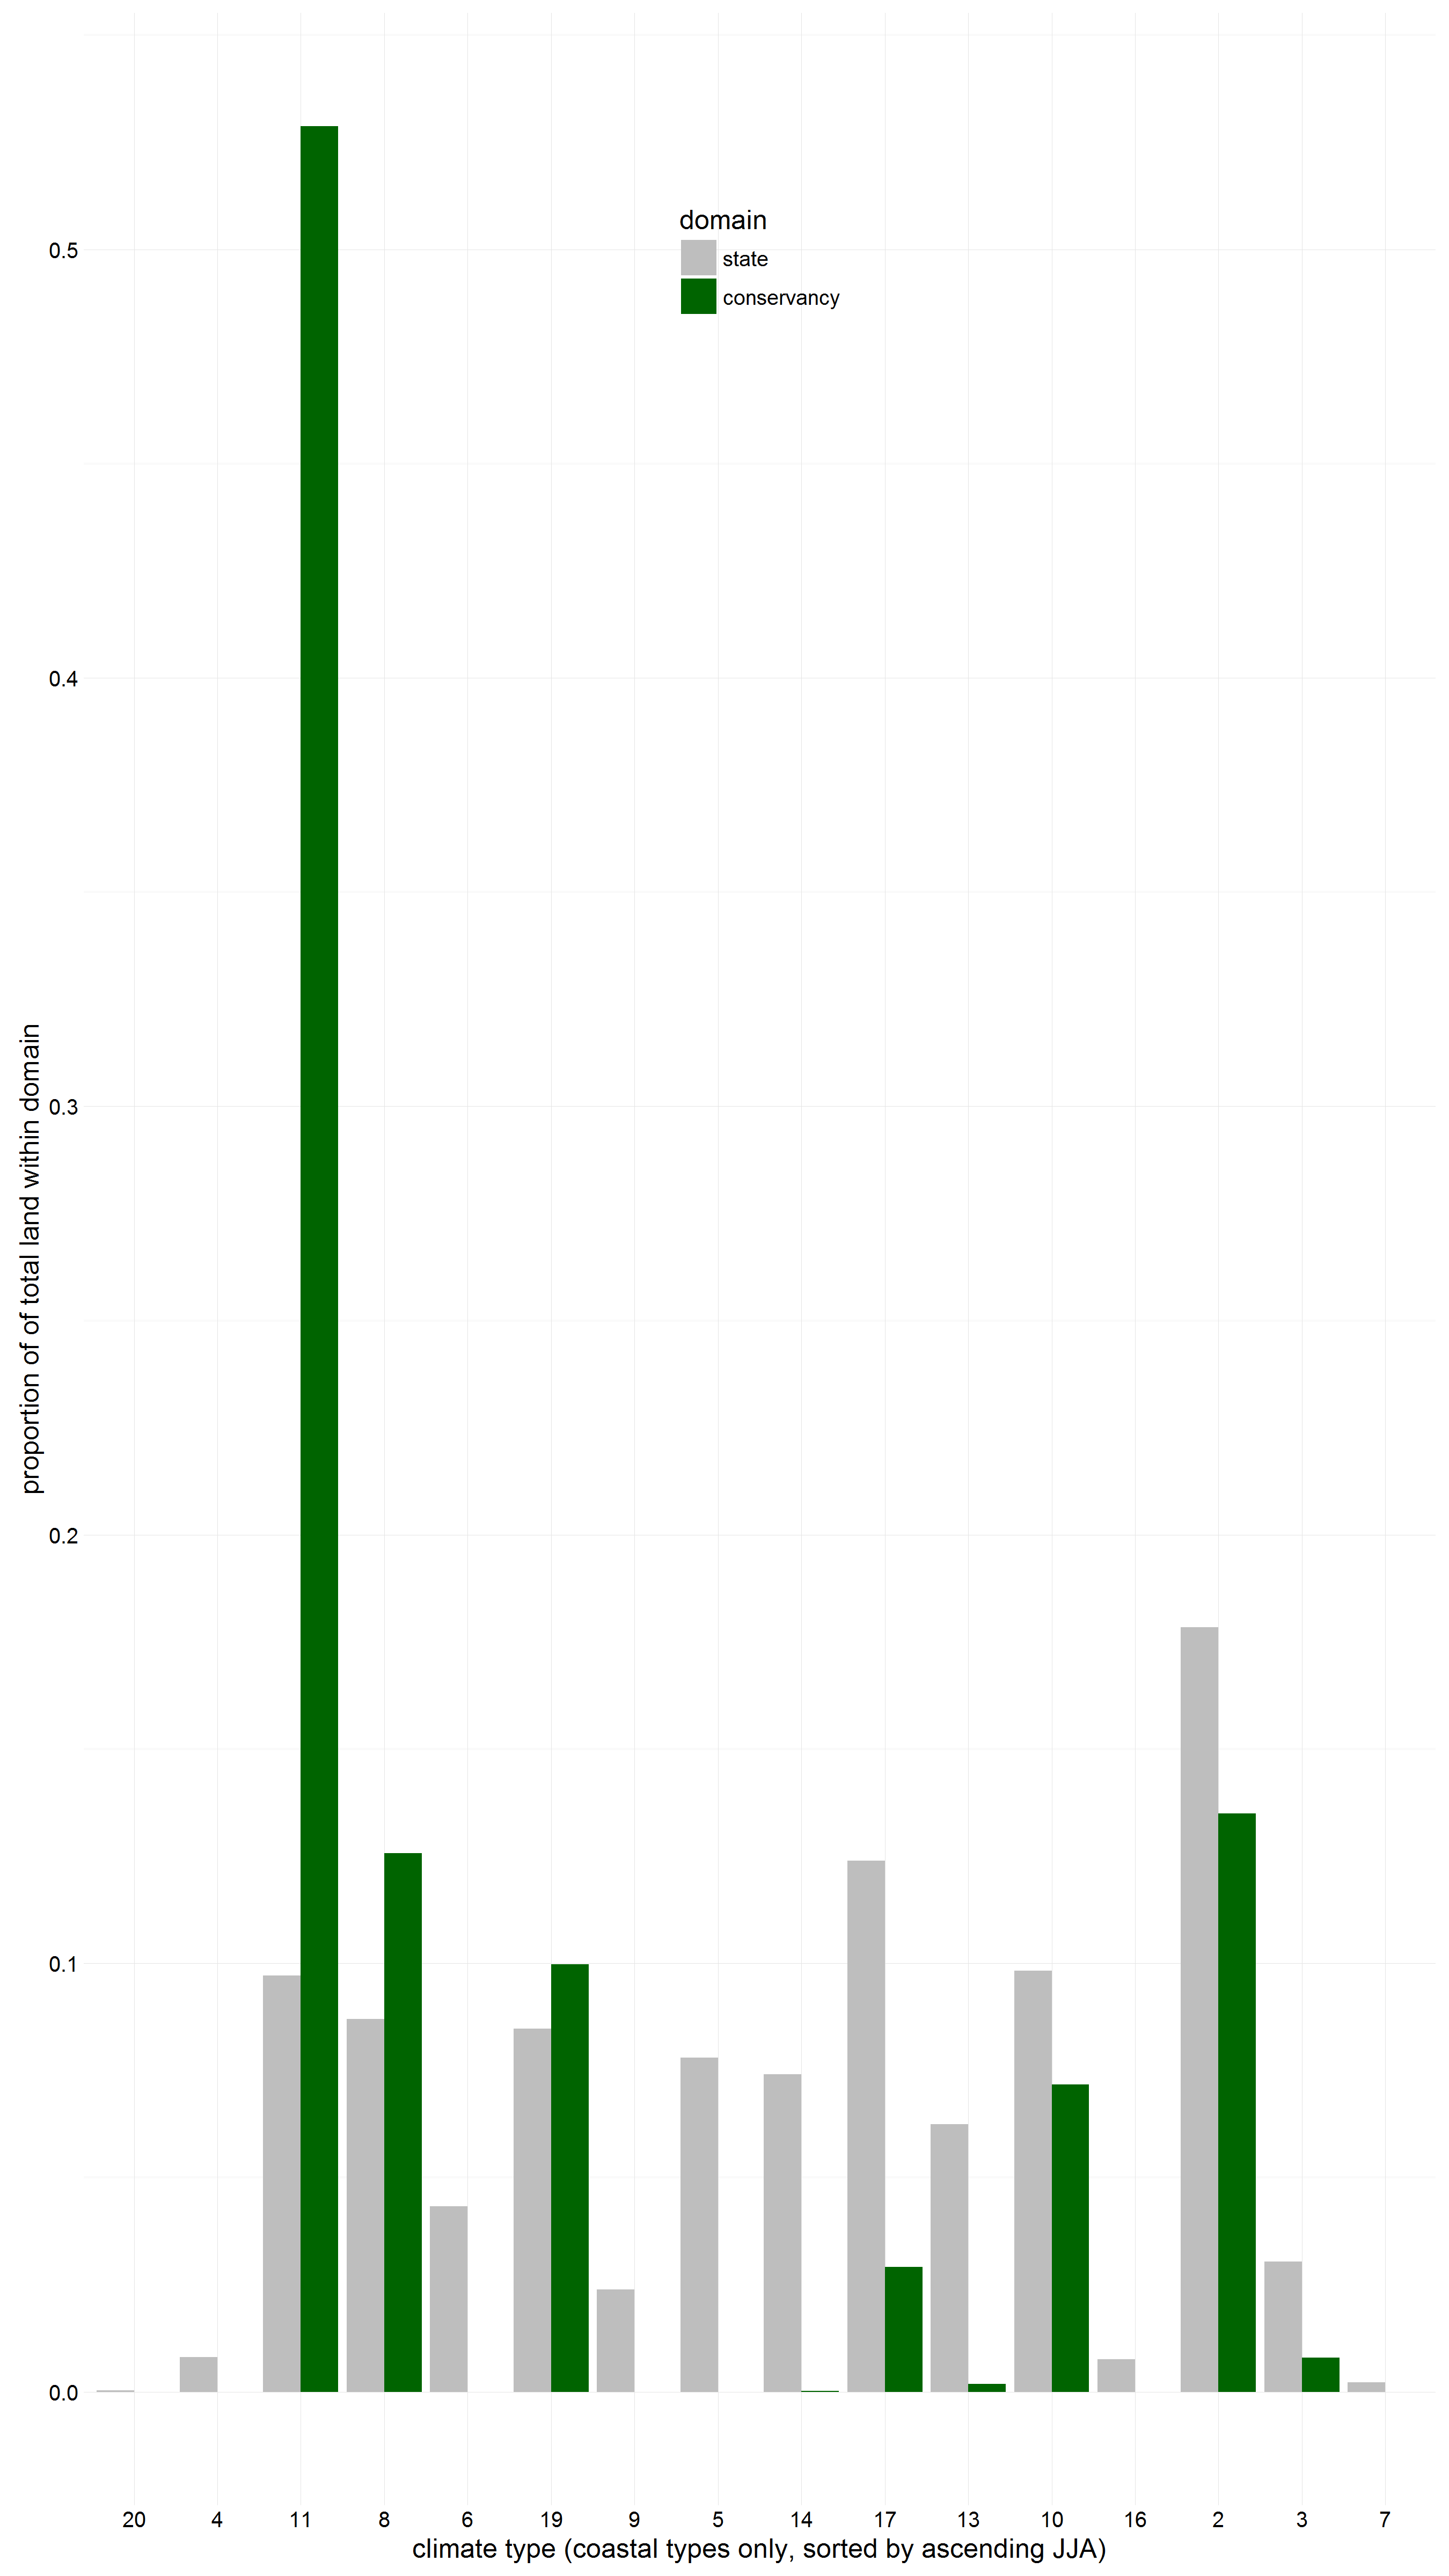 domain
state
conservancy
0.5
0.4
0.3
0.2
0.1
0.0
proportion of of total land within domain
20 4 11 8 6 19 9 5 14 17 13 10 16 2 3 7
climate type (coastal types only, sorted by ascending JJA)